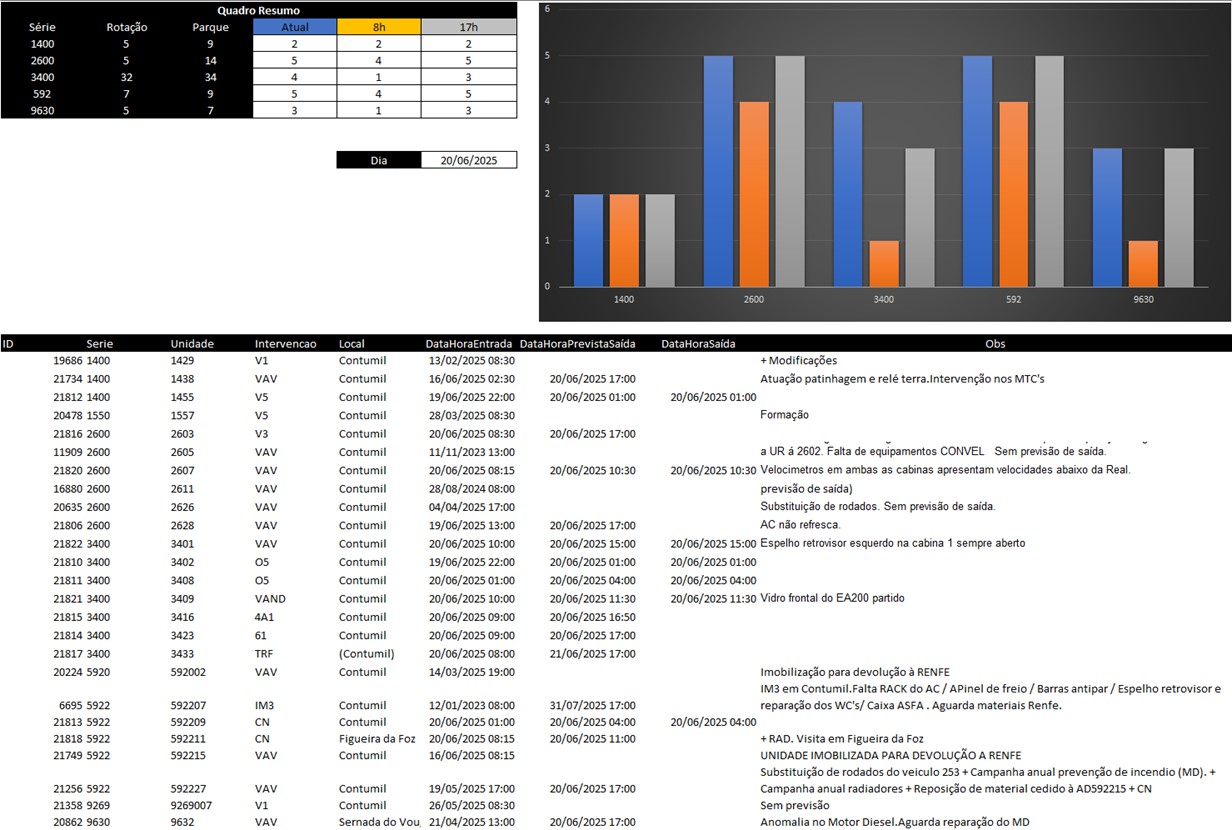 Quadro Resumo
Série Rotação Parque Atual 8h 17h
1400 5 9 2 2 2
2600 5 14 5 4 5
3400 32 34 4 1 3
592 7 9 5 4 5
9630 5 7 3 1 3
Dia 20/06/2025
6
5
4
3
2
1
0
1400 2600 3400 592 9630
ID Serie Unidade Intervencao Local DataHoraEntrada DataHoraPrevistaSaída DataHoraSaída Obs
19686 1400 1429 V1 Contumil 13/02/2025 08:30 + Modificações
21734 1400 1438 VAV Contumil 16/06/2025 02:30 20/06/2025 17:00 Atuação patinhagem e relé terra.Intervenção nos MTC's
21812 1400 1455 V5 Contumil 19/06/2025 22:00 20/06/2025 01:00 20/06/2025 01:00
20478 1550 1557 V5 Contumil 28/03/2025 08:30 Formação
21816 2600 2603 V3 Contumil 20/06/2025 08:30 20/06/2025 17:00
11909 2600 2605 VAV Contumil 11/11/2023 13:00 a UR á 2602. Falta de equipamentos CONVEL Sem previsão de saída.
21820 2600 2607 VAV Contumil 20/06/2025 08:15 20/06/2025 10:30 20/06/2025 10:30 Velocimetros em ambas as cabinas apresentam velocidades abaixo da Real.
16880 2600 2611 VAV Contumil 28/08/2024 08:00 previsão de saída)
20635 2600 2626 VAV Contumil 04/04/2025 17:00 Substituição de rodados. Sem previsão de saída.
21806 2600 2628 VAV Contumil 19/06/2025 13:00 20/06/2025 17:00 AC não refresca.
21822 3400 3401 VAV Contumil 20/06/2025 10:00 20/06/2025 15:00 20/06/2025 15:00 Espelho retrovisor esquerdo na cabina 1 sempre aberto
21810 3400 3402 O5 Contumil 19/06/2025 22:00 20/06/2025 01:00 20/06/2025 01:00
21811 3400 3408 O5 Contumil 20/06/2025 01:00 20/06/2025 04:00 20/06/2025 04:00
21821 3400 3409 VAND Contumil 20/06/2025 10:00 20/06/2025 11:30 20/06/2025 11:30 Vidro frontal do EA200 partido
21815 3400 3416 4A1 Contumil 20/06/2025 09:00 20/06/2025 16:50
21814 3400 3423 61 Contumil 20/06/2025 09:00 20/06/2025 17:00
21817 3400 3433 TRF (Contumil) 20/06/2025 08:00 21/06/2025 17:00
20224 5920 592002 VAV Contumil 14/03/2025 19:00 Imobilização para devolução à RENFE
IM3 em Contumil.Falta RACK do AC / APinel de freio / Barras antipar / Espelho retrovisor e
6695 5922 592207 IM3 Contumil 12/01/2023 08:00 31/07/2025 17:00 reparação dos WC's/ Caixa ASFA . Aguarda materiais Renfe.
21813 5922 592209 CN Contumil 20/06/2025 01:00 20/06/2025 04:00 20/06/2025 04:00
21818 5922 592211 CN Figueira da Foz 20/06/2025 08:15 20/06/2025 11:00 + RAD. Visita em Figueira da Foz
21749 5922 592215 VAV Contumil 16/06/2025 08:15 UNIDADE IMOBILIZADA PARA DEVOLUÇÃO A RENFE
Substituição de rodados do veiculo 253 + Campanha anual prevenção de incendio (MD). +
21256 5922 592227 VAV Contumil 19/05/2025 17:00 20/06/2025 17:00 Campanha anual radiadores + Reposição de material cedido à AD592215 + CN
21358 9269 9269007 V1 Contumil 26/05/2025 08:30 Sem previsão
20862 9630 9632 VAV Sernada do Vou 21/04/2025 13:00 20/06/2025 17:00 Anomalia no Motor Diesel.Aguarda reparação do MD